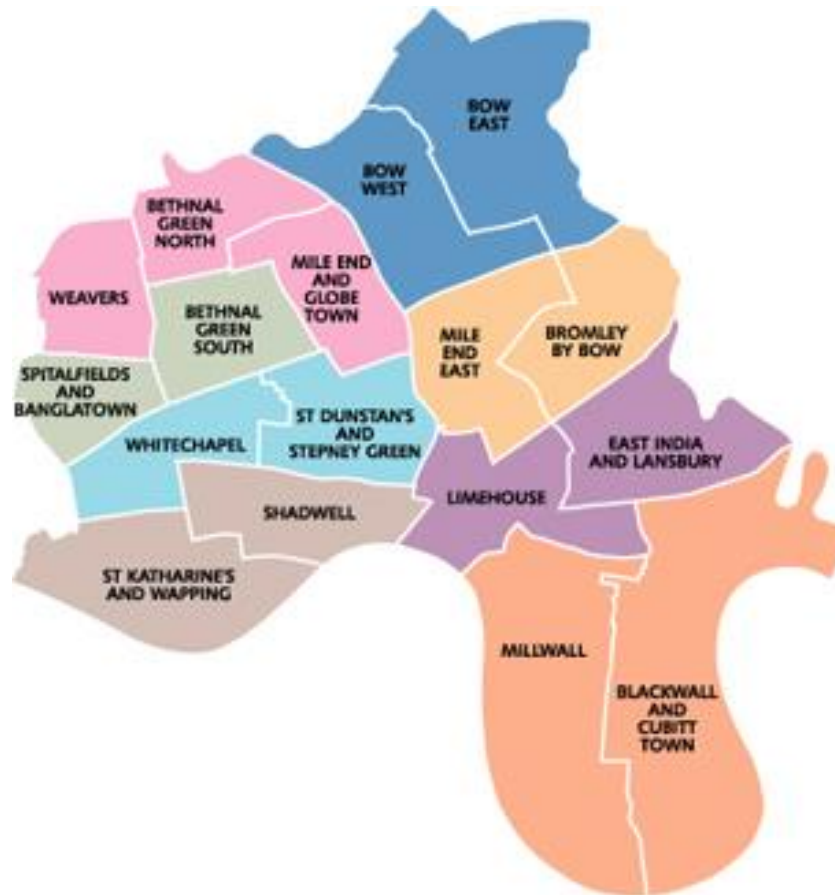 BOW
EAST
BOW
WEST
BETHNAL
GREEN
NORTH
MILE END
AND
GLOBE
TOWN
WEAVERS
BETHNAL
GREEN
SOUTH
MILE
END
EAST
BROMLEY
BY BOW
SPITALFIELDS
AND
BANGLATOWN
ST DUNSTAN'S
AND
STEPNEY GREEN
WHITECHAPEL
EAST INDIA
AND LANSBURY
LIMEHOUSE
SHADWELL
ST KATHARINE'S
AND WAPPING
MILLWALL
BLACKWALL
AND
CUBITT
TOWN